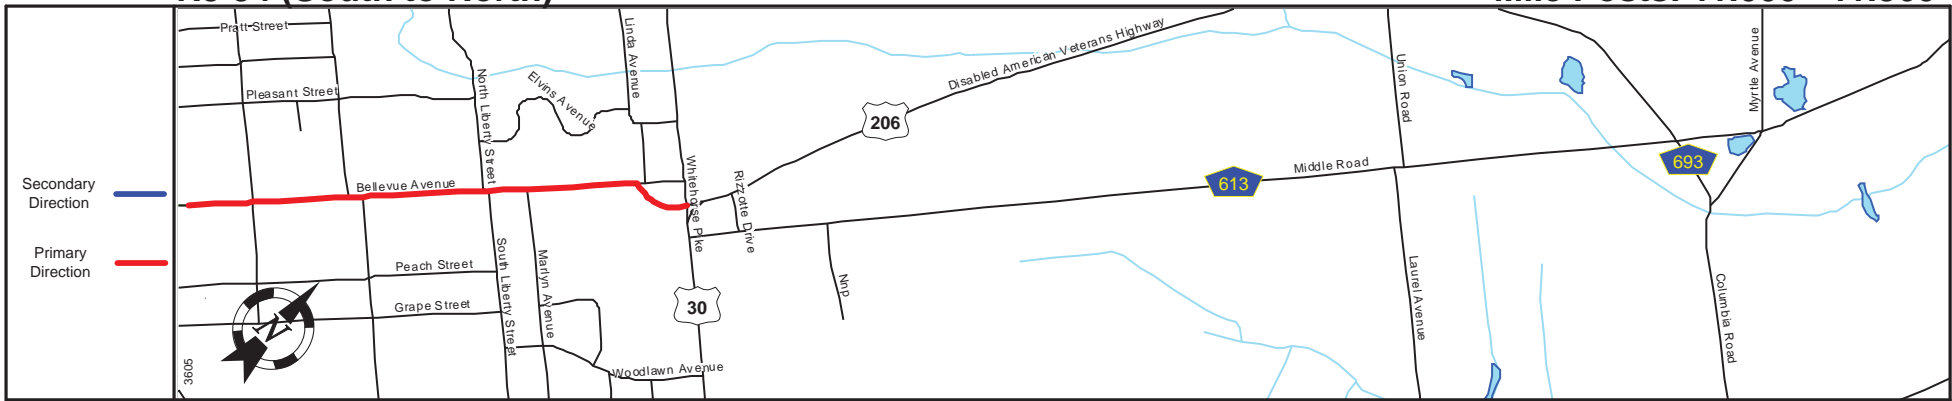 Secondary
Direction
Primary
Direction
Pratt Street
Pleasant Street
North Liberty Street
Elvins Avenue
Linda Avenue
Disabled American Veterans Highway
206
Union Road
Myrtle Avenue
Bellevue Avenue
Whitehorse Pike
Rizzotte Drive
613
Middle Road
693
Peach Street
Grape Street
South Liberty Street
Marlyn Avenue
30
Nnp
Laurel Avenue
Columbia Road
Woodlawn Avenue
N
3605